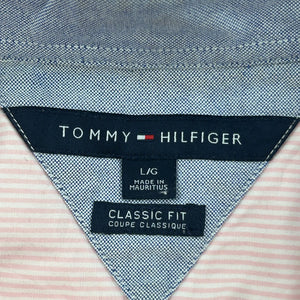 TOMMY HILFIGER
L/G
MADE IN
MAURITIUS
CLASSIC FIT
COUPE CLASSIQUE